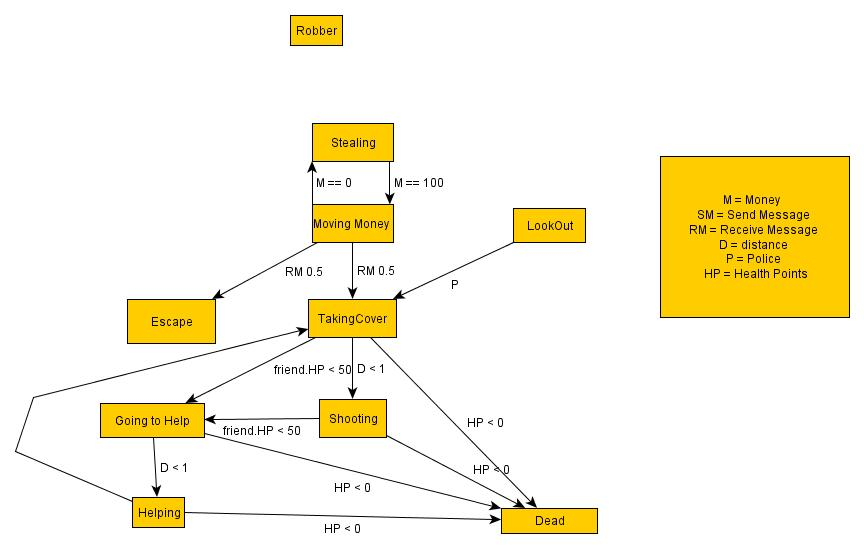 Robber
Stealing
M == 0
M == 100
Moving Money
LookOut
M = Money
SM = Send Message
RM = Receive Message
D = distance
P = Police
HP = Health Points
RM 0.5
RM 0.5
P
Escape
TakingCover
friend.HP < 50
D < 1
Going to Help
Shooting
friend.HP < 50
HP < 0
D < 1
HP < 0
HP < 0
Helping
Dead
HP < 0